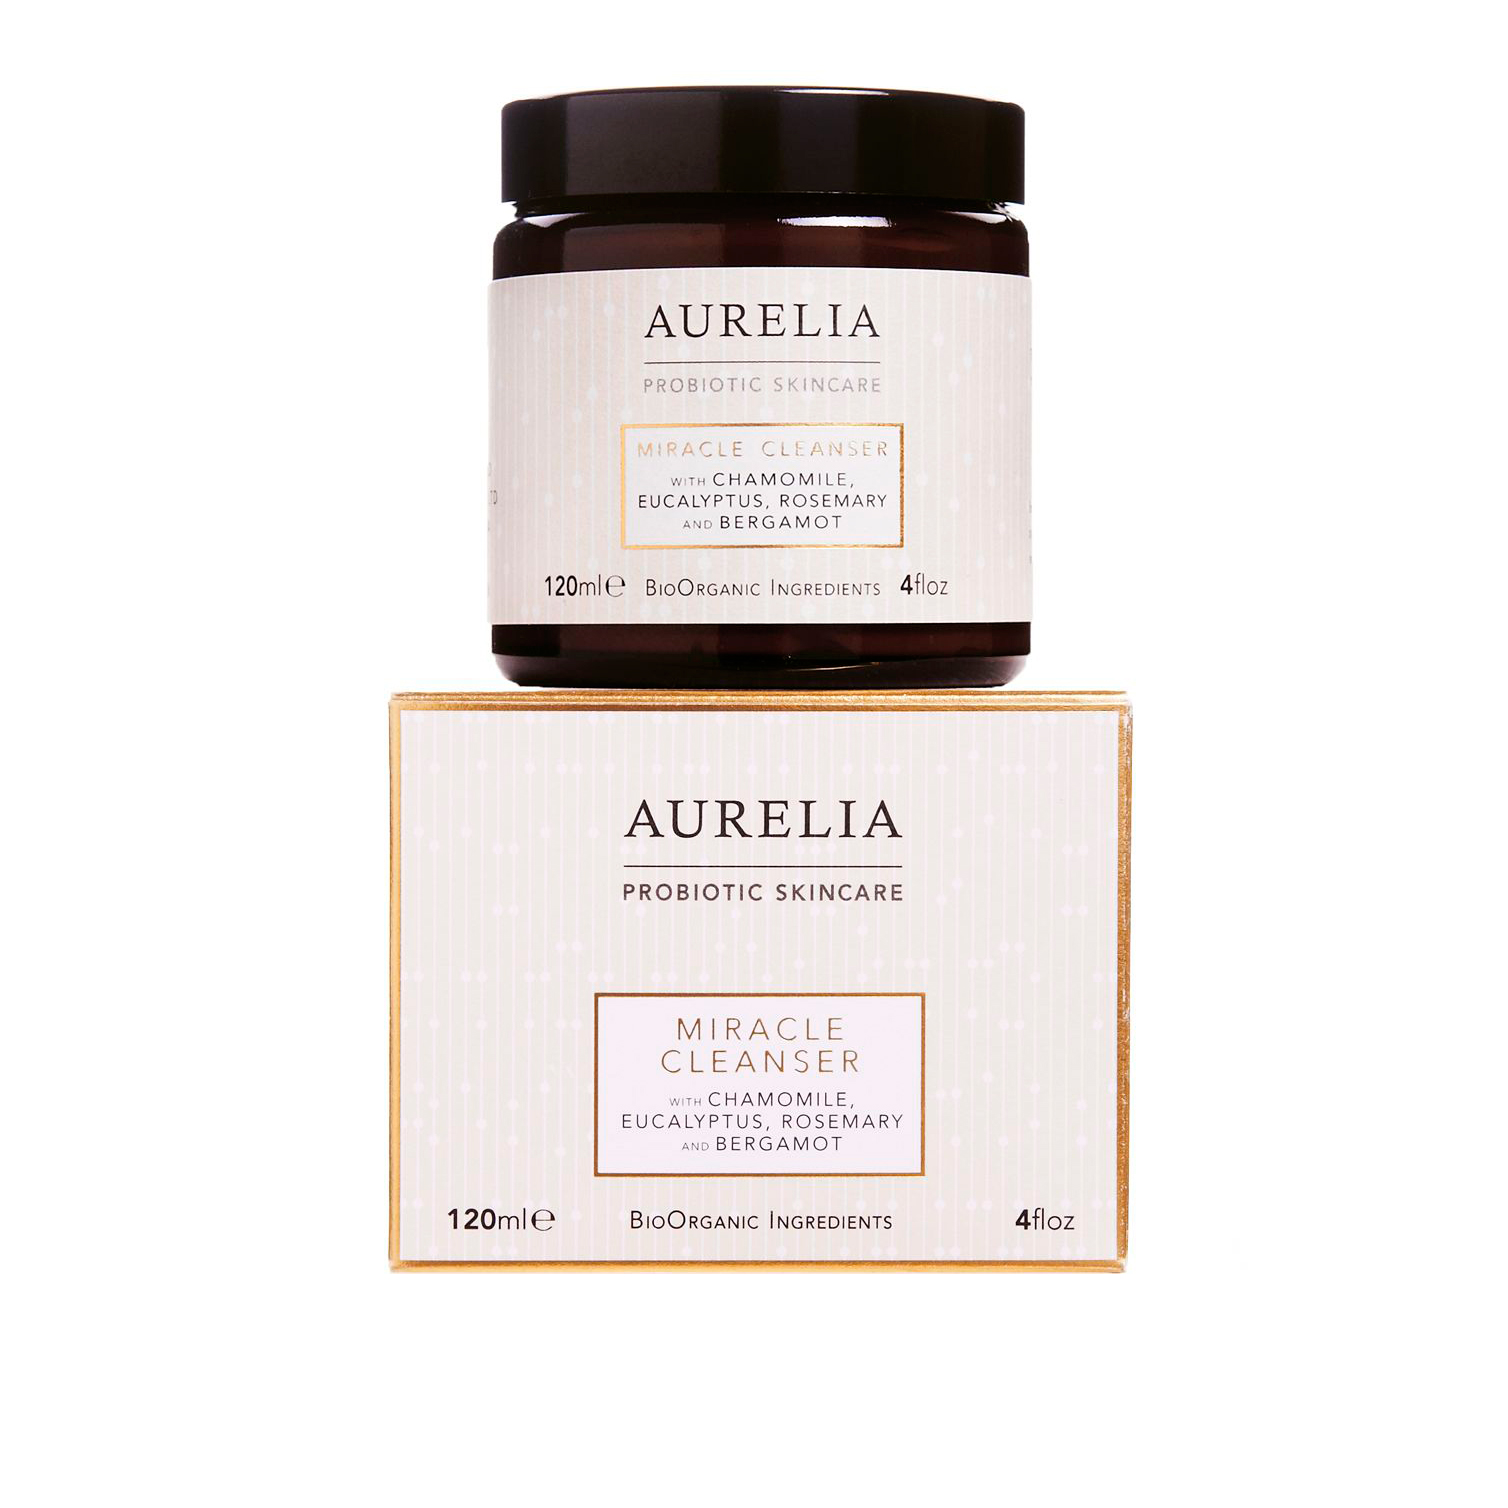 AURELIA
PROBIOTIC SKINCARE
MIRACLE CLEANSER
WITH CHAMOMILE,
EUCALYPTUS, ROSEMARY
AND BERGAMOT
120ml℮ BIOORGANIC INGREDIENTS 4floz
AURELIA
PROBIOTIC SKINCARE
MIRACLE
CLEANSER
WITH CHAMOMILE,
EUCALYPTUS, ROSEMARY
AND BERGAMOT
120ml℮ BIOORGANIC INGREDIENTS 4floz